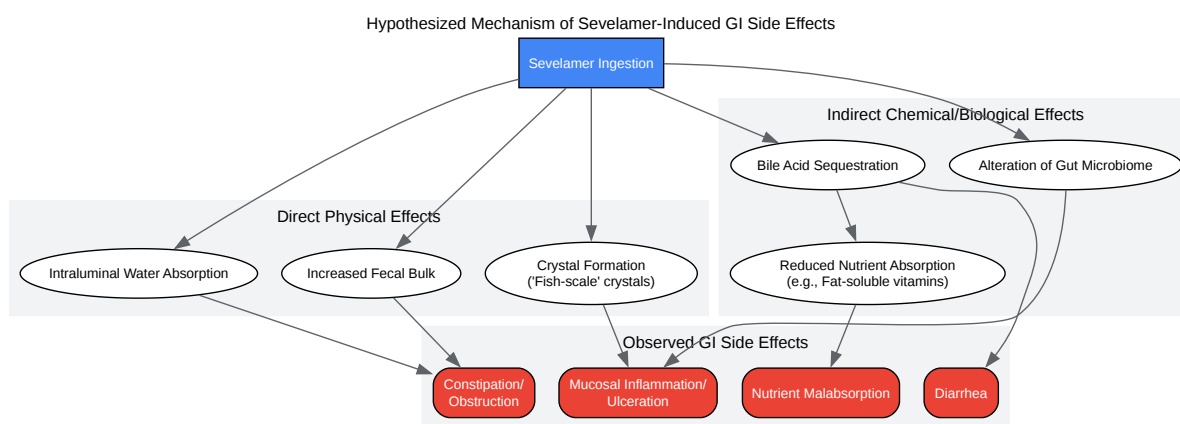 Hypothesized Mechanism of Sevelamer-Induced GI Side Effects
Sevelamer Ingestion
Indirect Chemical/Biological Effects
Bile Acid Sequestration
Alteration of Gut Microbiome
Direct Physical Effects
Intraluminal Water Absorption
Increased Fecal Bulk
Crystal Formation
('Fish-scale' crystals)
Reduced Nutrient Absorption
(e.g., Fat-soluble vitamins)
Observed GI Side Effects
Constipation/
Obstruction
Mucosal Inflammation/
Ulceration
Nutrient Malabsorption
Diarrhea